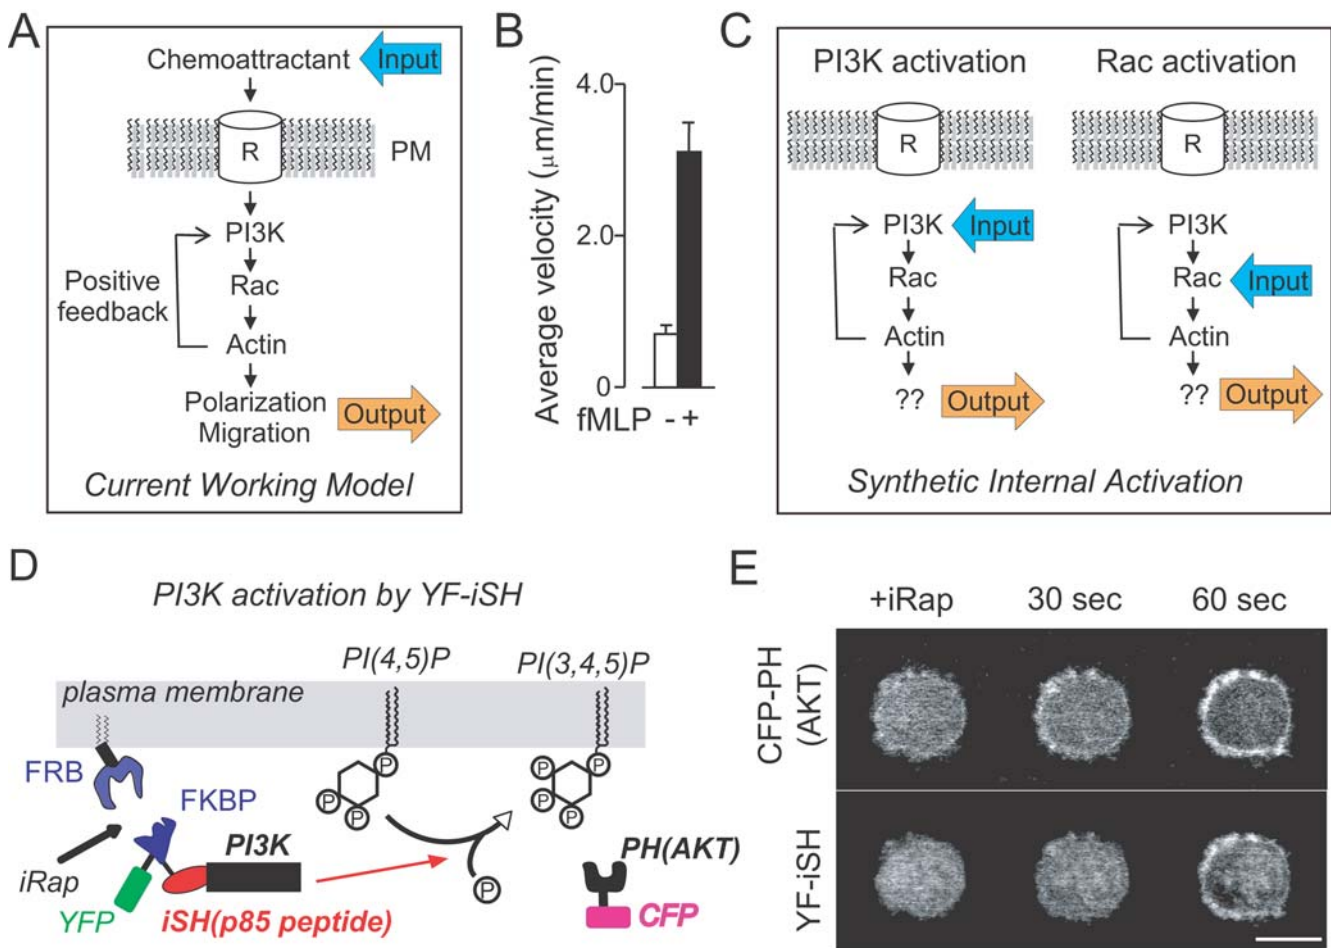 A
Chemoattractant
Input
R
PM
PI3K
Positive
feedback
Rac
Actin
Polarization
Migration
Output
Current Working Model
B
Average velocity (μm/min)
4.0
2.0
0
fMLP - +
C
PI3K activation
Rac activation
R
R
PI3K
Input
PI3K
Rac
Rac
Input
Actin
Actin
??
Output
??
Output
Synthetic Internal Activation
D
PI3K activation by YF-iSH
PI(4,5)P
PI(3,4,5)P
plasma membrane
P
P
P
P
P
P
P
FRB
FKBP
PI3K
iRap
YFP
iSH(p85 peptide)
P
PH(AKT)
CFP
E
+iRap
30 sec
60 sec
CFP-PH
(AKT)
YF-iSH